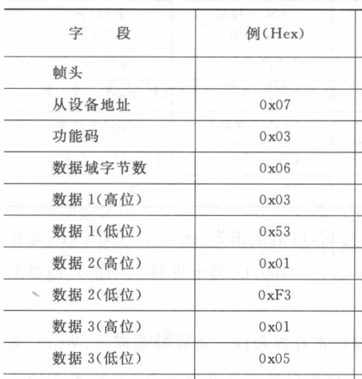 字 段 例(Hex)
帧头
从设备地址 0x07
功能码 0x03
数据域字节数 0x06
数据 1(高位) 0x03
数据 1(低位) 0x53
数据 2(高位) 0x01
数据 2(低位) 0xF3
数据 3(高位) 0x01
数据 3(低位) 0x05